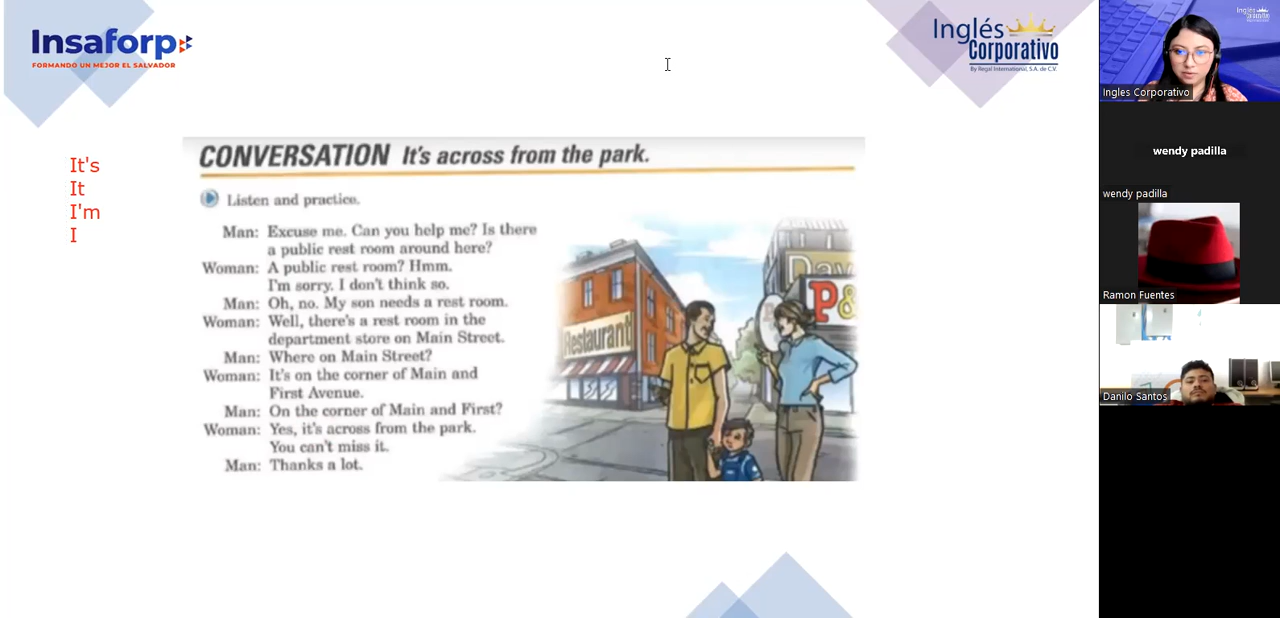 Insaforp
FORMANDO UN MEJOR EL SALVADOR
Inglés
Corporativo
By Regal International, S.A. de C.V.
It's
It
I'm
I
CONVERSATION It's across from the park.
Listen and practice.
Man: Excuse me. Can you help me? Is there
a public rest room around here?
Woman: A public rest room? Hmm.
I'm sorry. I don't think so.
Man: Oh, no. My son needs a rest room.
Woman: Well, there's a rest room in the
department store on Main Street.
Man: Where on Main Street?
Woman: It's on the corner of Main and
First Avenue.
Man: On the corner of Main and First?
Woman: Yes, it's across from the park.
You can't miss it.
Man: Thanks a lot.
Restaurant
Dav
P&
Ingles Corporativo
wendy padilla
wendy padilla
Ramon Fuentes
Danilo Santos